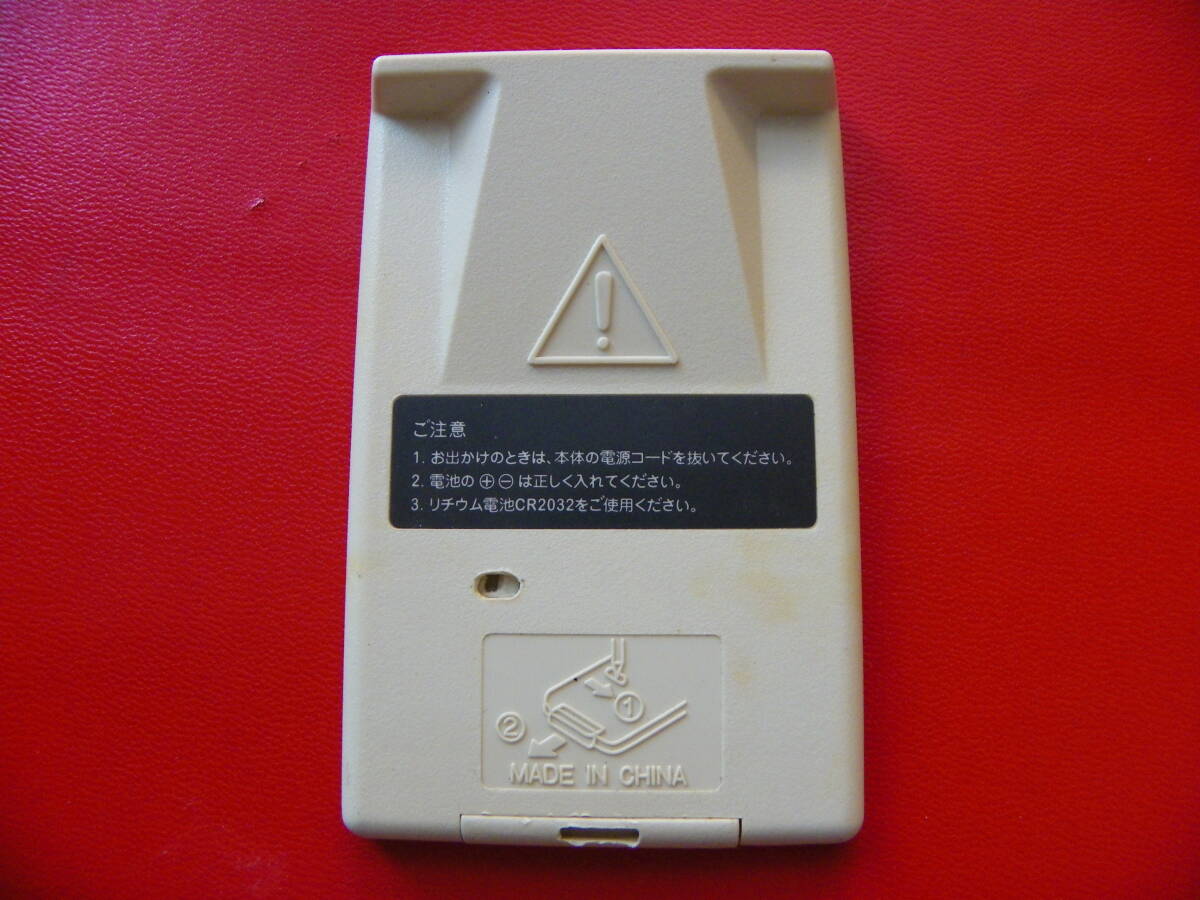 ご注意
1. お出かけのときは、本体の電源コードを抜いてください。
2. 電池の⊕⊖は正しく入れてください。
3. リチウム電池CR2032をご使用ください。
①
②
MADE IN CHINA